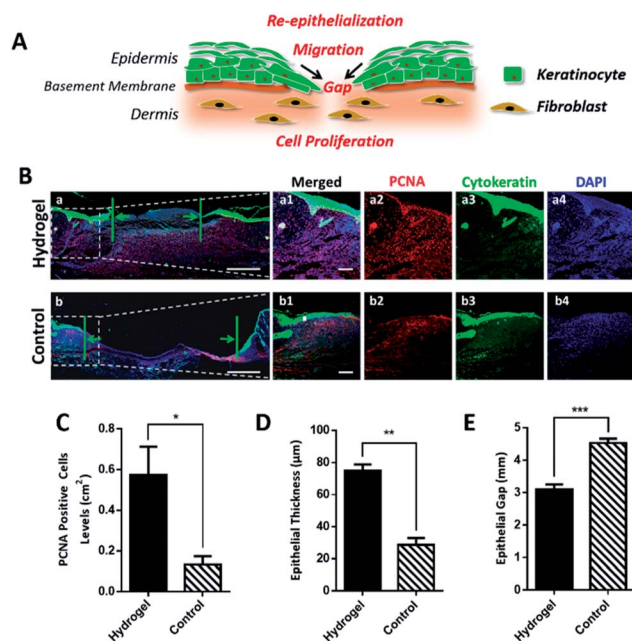 A
Re-epithelialization
Migration
Epidermis
Gap
Keratinocyte
Basement Membrane
Fibroblast
Dermis
Cell Proliferation
B
Merged PCNA Cytokeratin DAPI
Hydrogel
a a1 a2 a3 a4
Control
b b1 b2 b3 b4
C
PCNA Positive Cells
Levels (cm²)
0.8
0.6
0.4
0.2
0.0
*
Hydrogel Control
D
Epithelial Thickness (µm)
100
80
60
40
20
0
**
Hydrogel Control
E
Epithelial Gap (mm)
5
4
3
2
1
0
***
Hydrogel Control